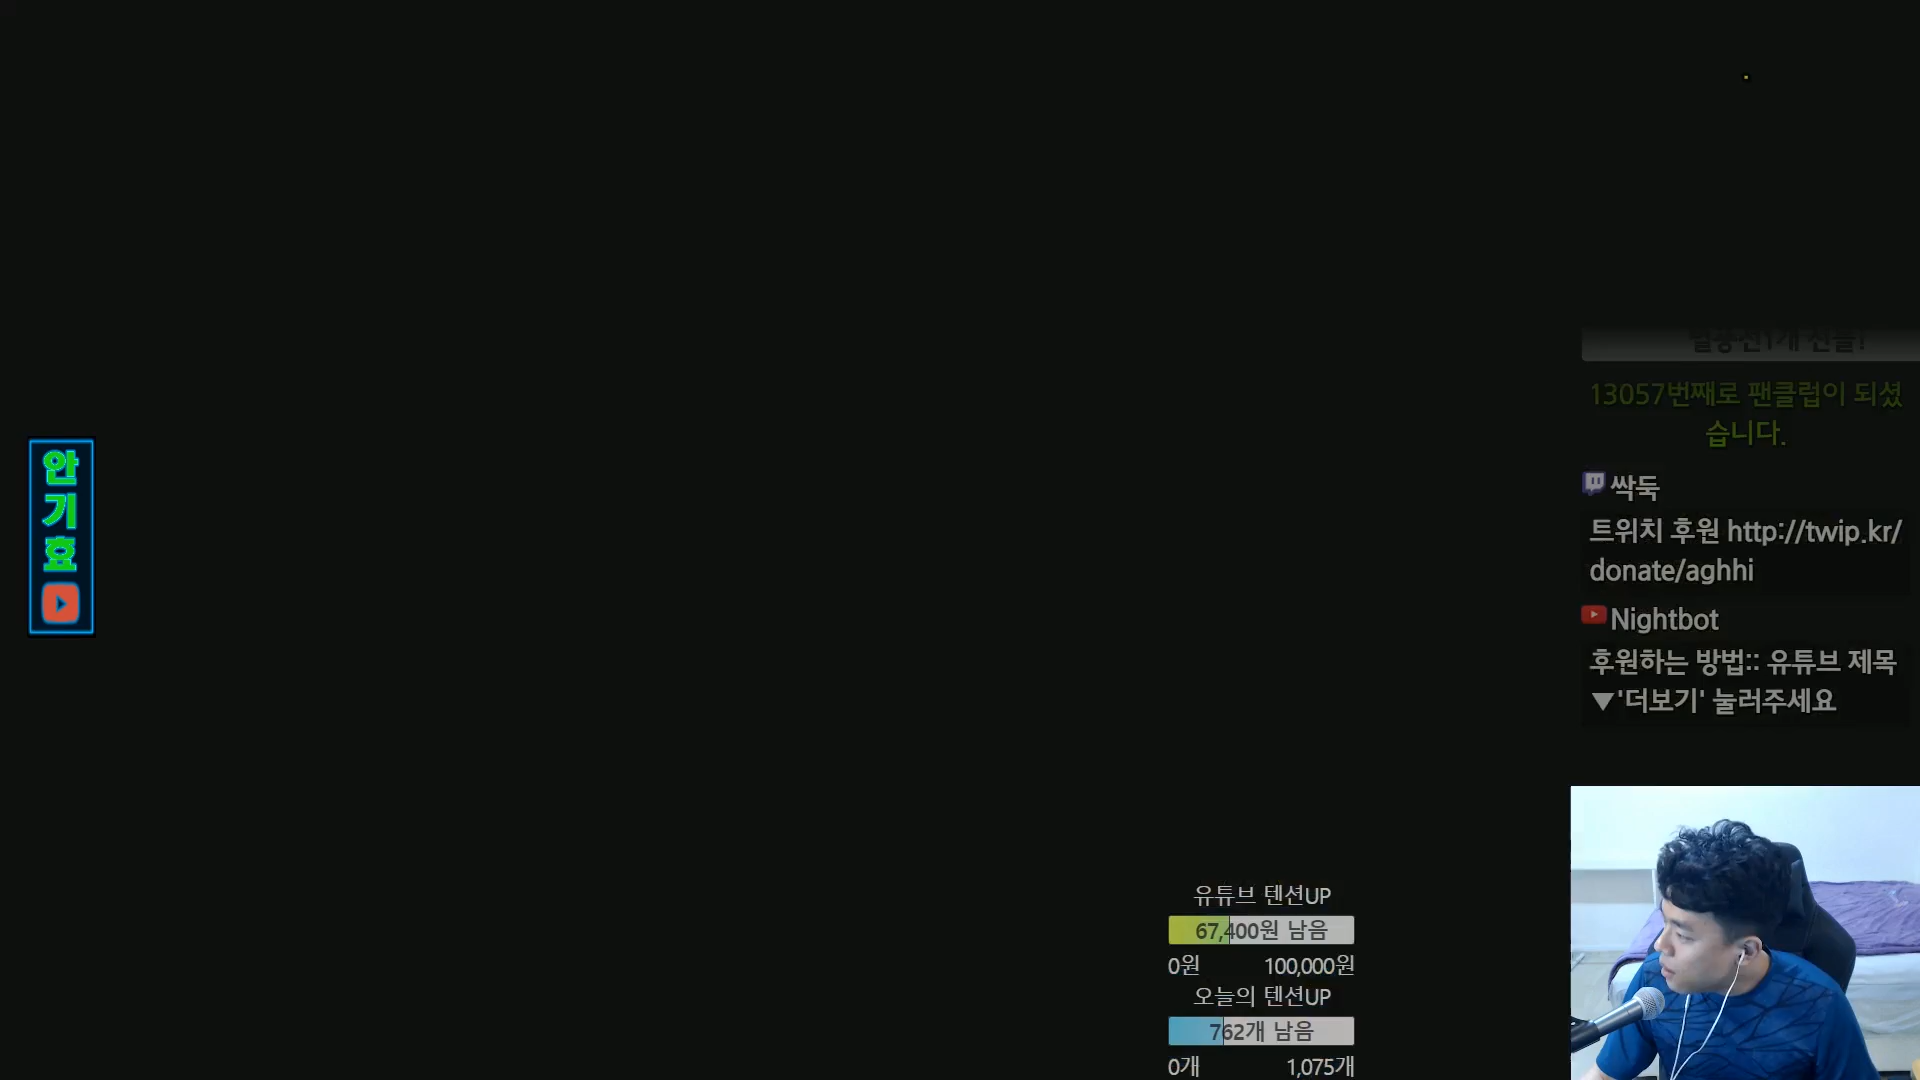 안
기
효
13057번째로 팬클럽이 되셨
습니다.
싹둑
트위치 후원 http://twip.kr/
donate/aghhi
Nightbot
후원하는 방법:: 유튜브 제목
▼'더보기' 눌러주세요
유튜브 텐션UP
67,400원 남음
0원 100,000원
오늘의 텐션UP
762개 남음
0개 1,075개